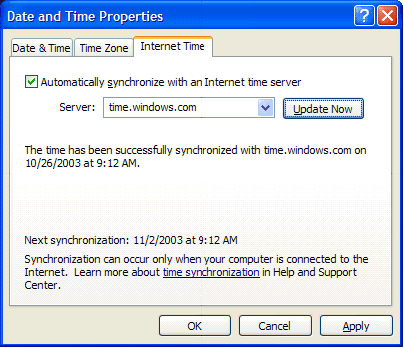 Date and Time Properties
Date & Time Time Zone Internet Time
Automatically synchronize with an Internet time server
Server: time.windows.com Update Now
The time has been successfully synchronized with time.windows.com on
10/26/2003 at 9:12 AM.
Next synchronization: 11/2/2003 at 9:12 AM
Synchronization can occur only when your computer is connected to the
Internet. Learn more about time synchronization in Help and Support
Center.
OK Cancel Apply